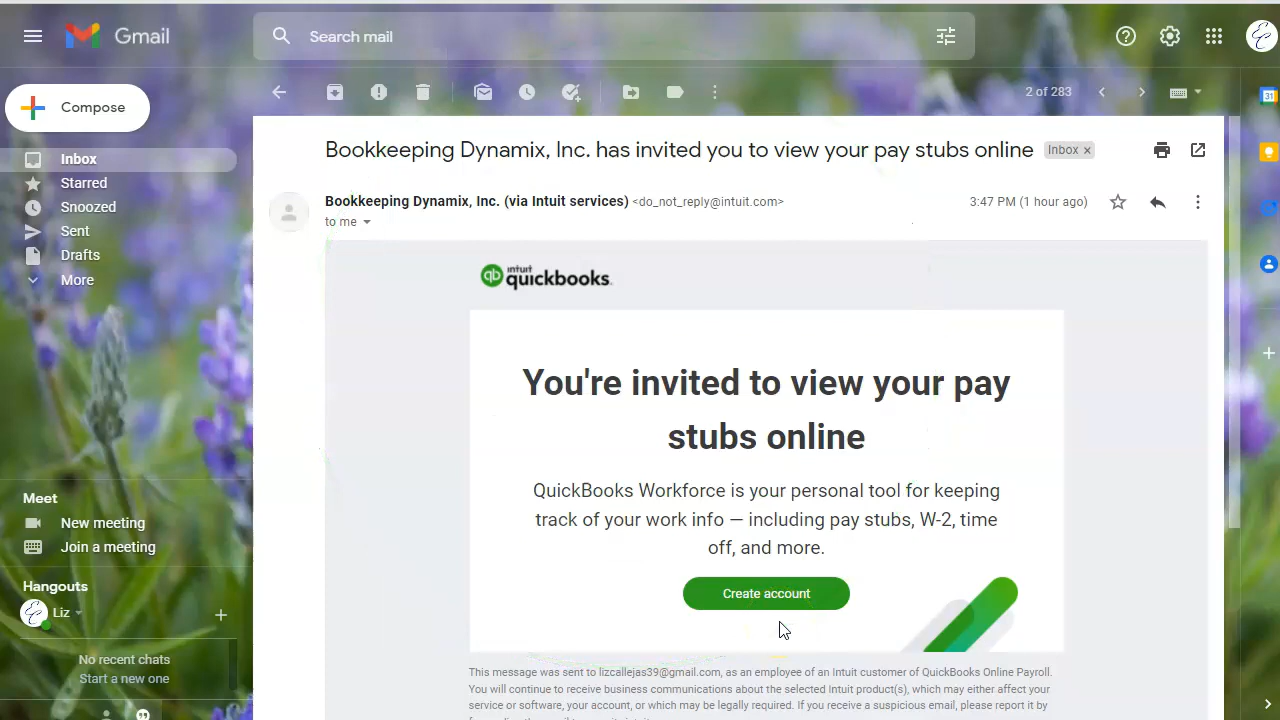 Gmail
Search mail
Compose
2 of 283
Inbox
Starred
Snoozed
Sent
Drafts
More
Bookkeeping Dynamix, Inc. has invited you to view your pay stubs online Inbox ×
Bookkeeping Dynamix, Inc. (via Intuit services) <do_not_reply@intuit.com>
3:47 PM (1 hour ago)
to me
intuit
quickbooks.
You're invited to view your pay
stubs online
QuickBooks Workforce is your personal tool for keeping
track of your work info — including pay stubs, W-2, time
off, and more.
Create account
This message was sent to lizcallejas39@gmail.com, as an employee of an Intuit customer of QuickBooks Online Payroll.
You will continue to receive business communications about the selected Intuit product(s), which may either affect your
service or software, your account, or which may be legally required. If you receive a suspicious email, please report it by
Meet
New meeting
Join a meeting
Hangouts
Liz
No recent chats
Start a new one
31